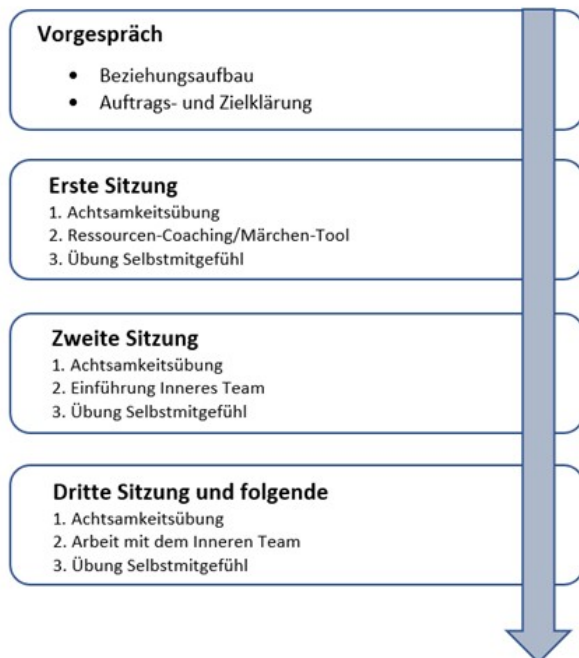 Vorgespräch
• Beziehungsaufbau
• Auftrags- und Zielklärung
Erste Sitzung
1. Achtsamkeitsübung
2. Ressourcen-Coaching/Märchen-Tool
3. Übung Selbstmitgefühl
Zweite Sitzung
1. Achtsamkeitsübung
2. Einführung Inneres Team
3. Übung Selbstmitgefühl
Dritte Sitzung und folgende
1. Achtsamkeitsübung
2. Arbeit mit dem Inneren Team
3. Übung Selbstmitgefühl